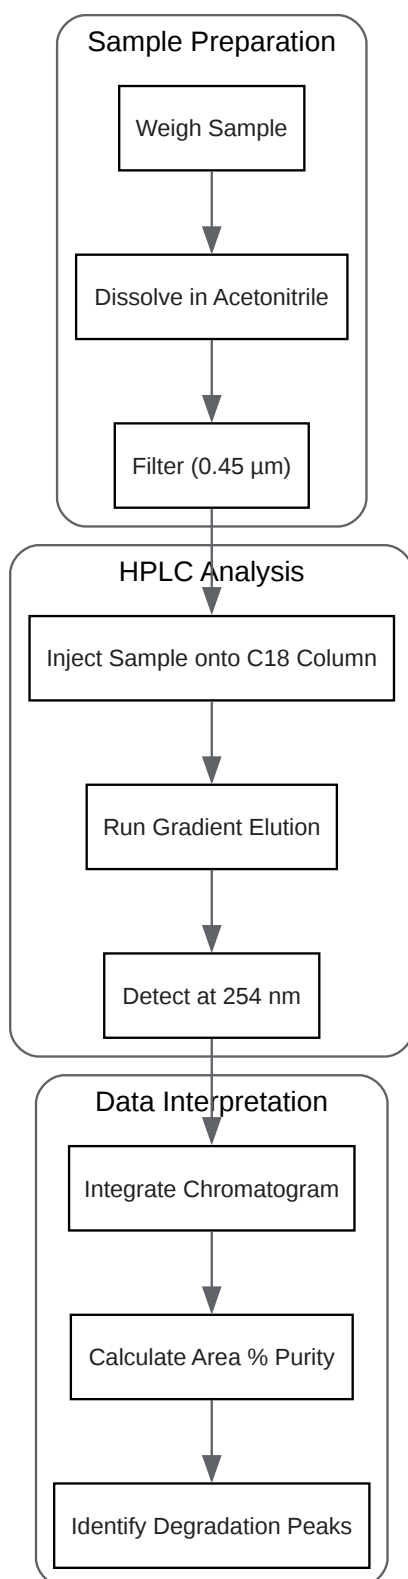 Sample Preparation
Weigh Sample
Dissolve in Acetonitrile
Filter (0.45 µm)
HPLC Analysis
Inject Sample onto C18 Column
Run Gradient Elution
Detect at 254 nm
Data Interpretation
Integrate Chromatogram
Calculate Area % Purity
Identify Degradation Peaks